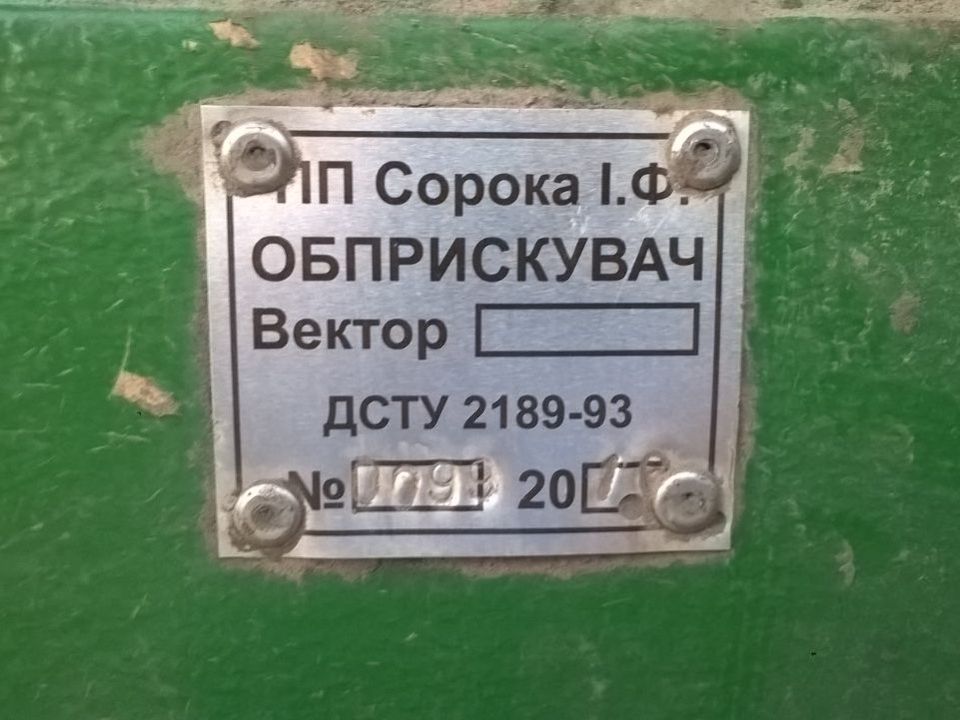 ПП Сорока І.Ф.
ОБПРИСКУВАЧ
Вектор
ДСТУ 2189-93
№ 20